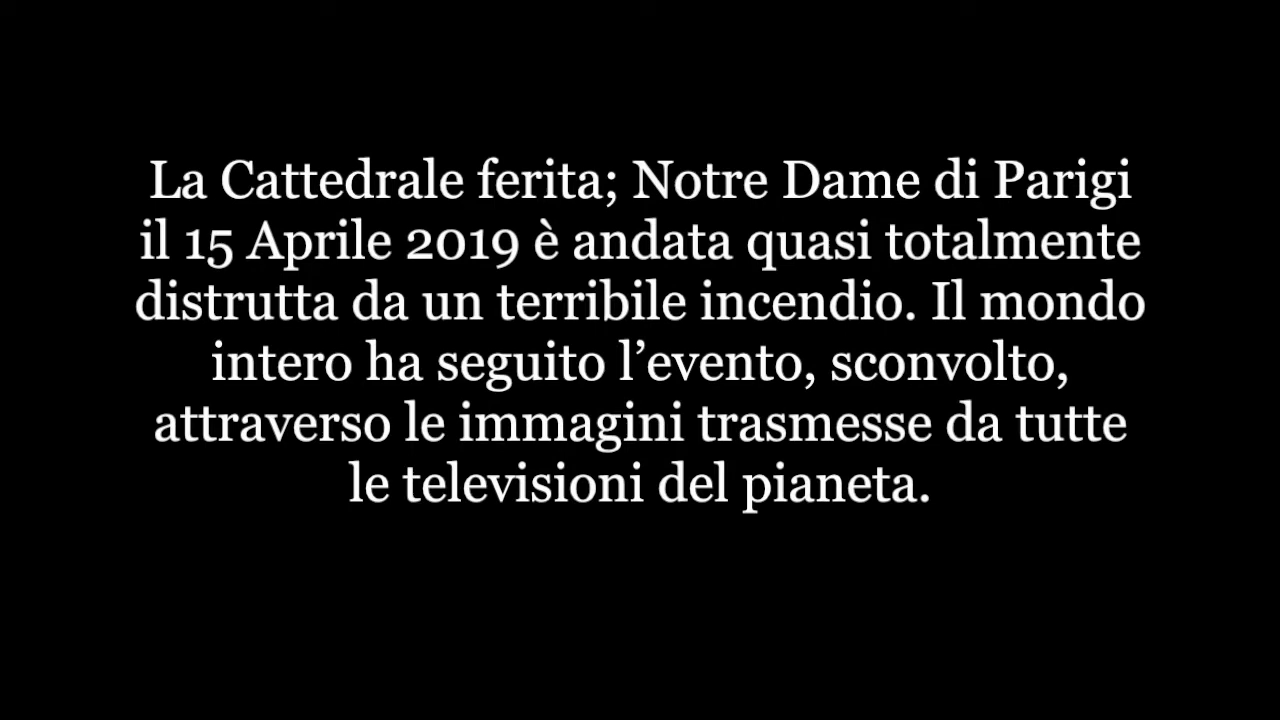 La Cattedrale ferita; Notre Dame di Parigi
il 15 Aprile 2019 è andata quasi totalmente
distrutta da un terribile incendio. Il mondo
intero ha seguito l’evento, sconvolto,
attraverso le immagini trasmesse da tutte
le televisioni del pianeta.